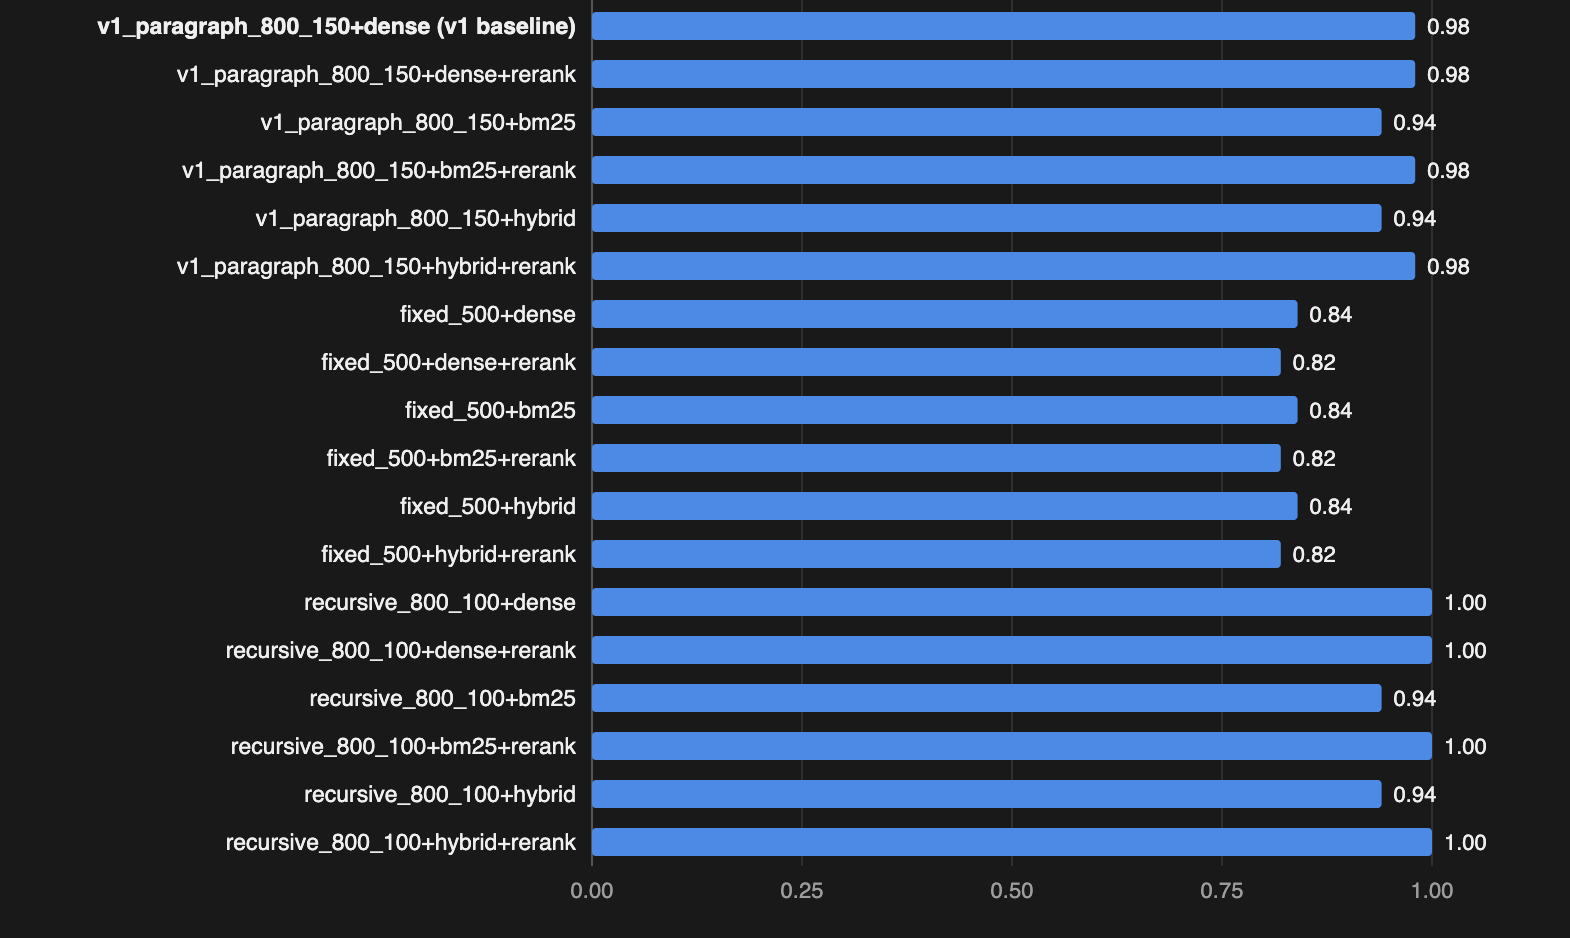 v1_paragraph_800_150+dense (v1 baseline) 0.98
v1_paragraph_800_150+dense+rerank 0.98
v1_paragraph_800_150+bm25 0.94
v1_paragraph_800_150+bm25+rerank 0.98
v1_paragraph_800_150+hybrid 0.94
v1_paragraph_800_150+hybrid+rerank 0.98
fixed_500+dense 0.84
fixed_500+dense+rerank 0.82
fixed_500+bm25 0.84
fixed_500+bm25+rerank 0.82
fixed_500+hybrid 0.84
fixed_500+hybrid+rerank 0.82
recursive_800_100+dense 1.00
recursive_800_100+dense+rerank 1.00
recursive_800_100+bm25 0.94
recursive_800_100+bm25+rerank 1.00
recursive_800_100+hybrid 0.94
recursive_800_100+hybrid+rerank 1.00
0.00 0.25 0.50 0.75 1.00